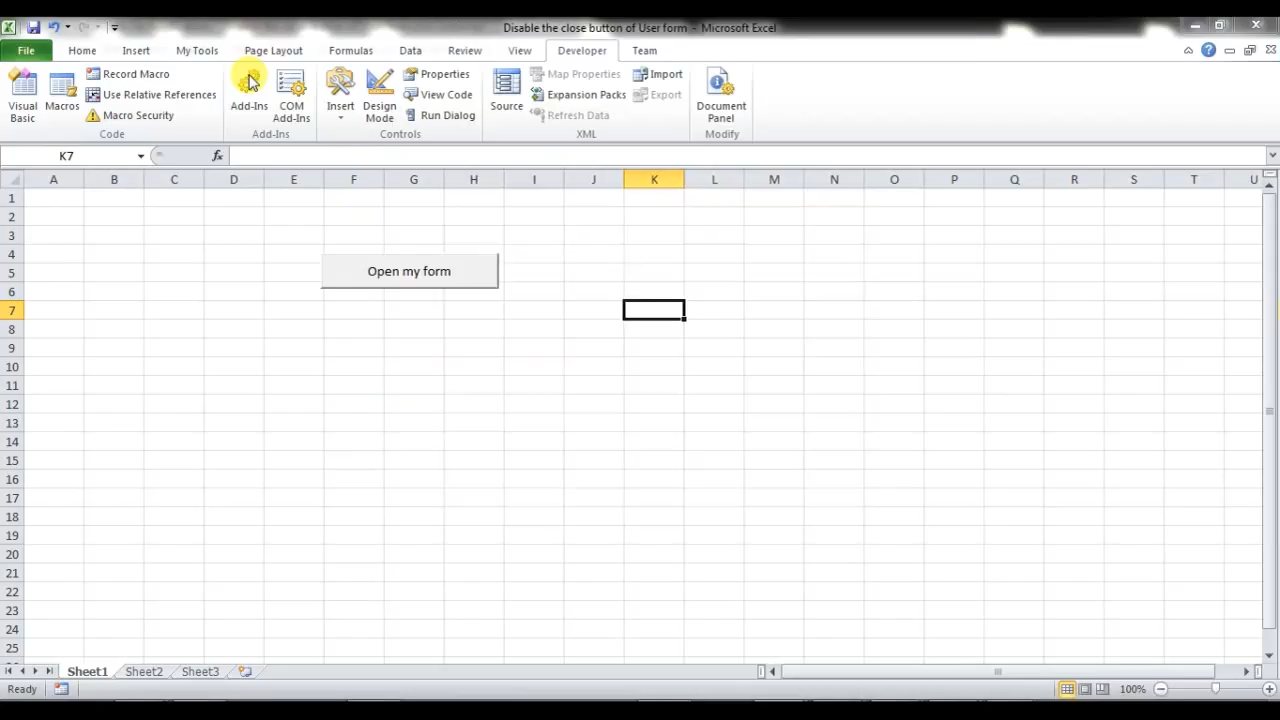 Disable the close button of User form - Microsoft Excel
File Home Insert My Tools Page Layout Formulas Data Review View Developer Team
Visual Basic
Macros
Record Macro
Use Relative References
Macro Security
Code
Add-Ins
COM Add-Ins
Add-Ins
Insert
Design Mode
Properties
View Code
Run Dialog
Controls
Source
Map Properties
Expansion Packs
Refresh Data
Import
Export
XML
Document Panel
Modify
K7
fx
A B C D E F G H I J K L M N O P Q R S T U
1
2
3
4
Open my form
5
6
7
8
9
10
11
12
13
14
15
16
17
18
19
20
21
22
23
24
25
Sheet1 Sheet2 Sheet3
Ready
100%